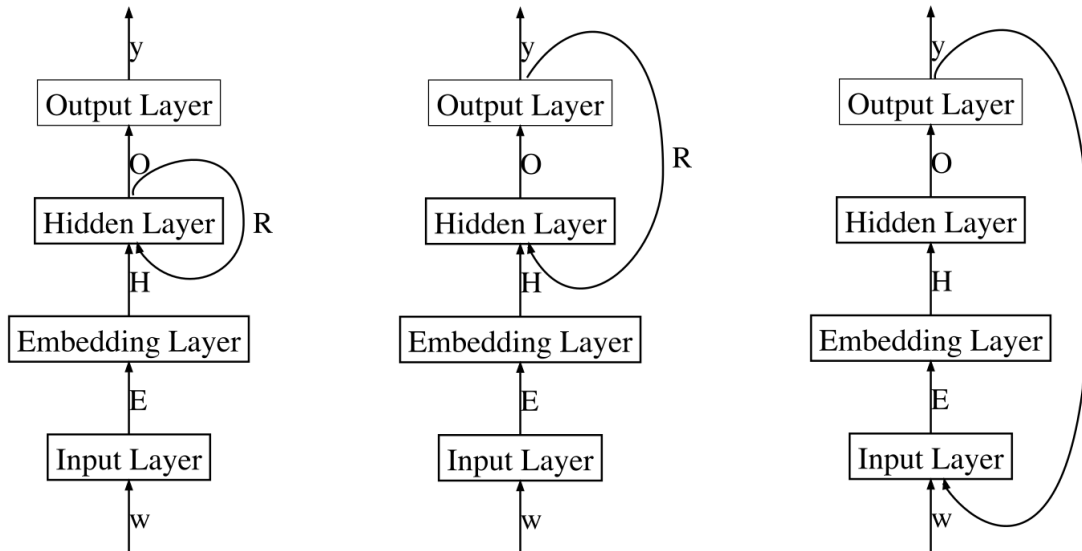 y
Output Layer
O
Hidden Layer
R
H
Embedding Layer
E
Input Layer
w
y
Output Layer
R
O
Hidden Layer
H
Embedding Layer
E
Input Layer
w
y
Output Layer
O
Hidden Layer
H
Embedding Layer
E
Input Layer
w